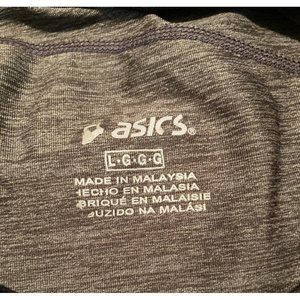 asics®
L·G·G·G
MADE IN MALAYSIA
HECHO EN MALASIA
BRIQUÉ EN MALAISIE
UZIDO NA MALÁSI